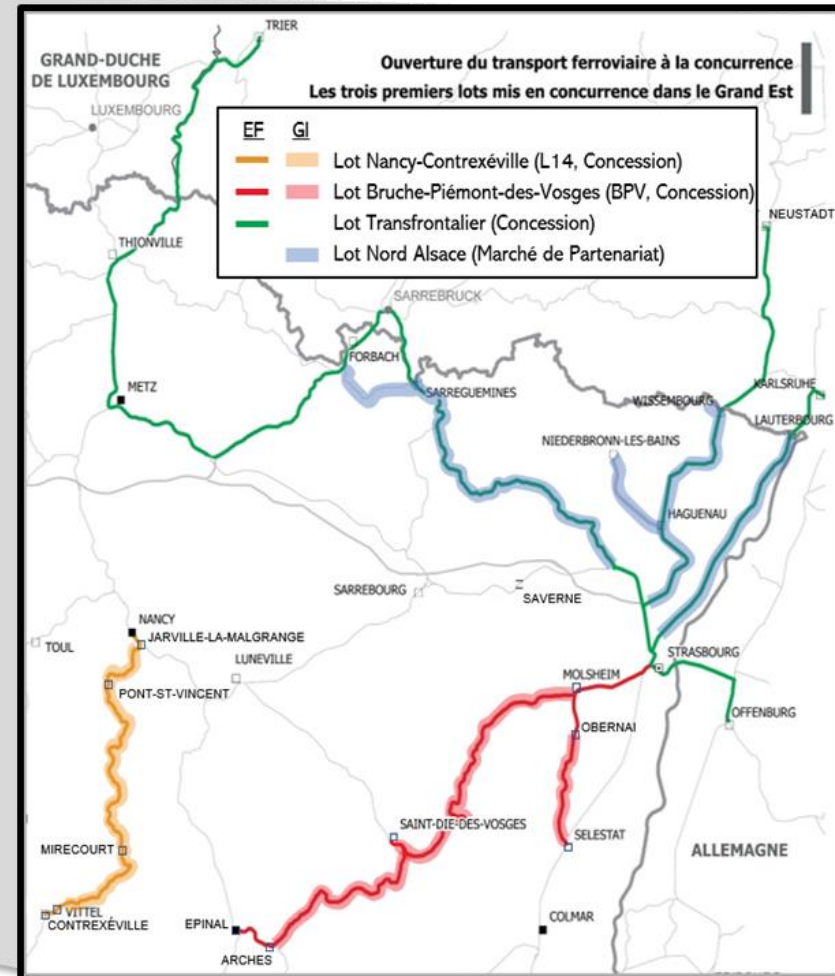 TRIER
GRAND-DUCHE
DE LUXEMBOURG
Ouverture du transport ferroviaire à la concurrence
Les trois premiers lots mis en concurrence dans le Grand Est
LUXEMBOURG
EF GI
Lot Nancy-Contrexéville (L14, Concession)
Lot Bruche-Piémont-des-Vosges (BPV, Concession)
Lot Transfrontalier (Concession)
Lot Nord Alsace (Marché de Partenariat)
NEUSTADT
THIONVILLE
SARREBRUCK
FORBACH
METZ
SARREGUEMINES
WISSEMBOURG
KARLSRUHE
LAUTERBOURG
NIEDERBRONN-LES-BAINS
HAGUENAU
SARREBOURG
SAVERNE
NANCY
JARVILLE-LA-MALGRANGE
TOUL
LUNEVILLE
STRASBOURG
MOLSHEIM
PONT-ST-VINCENT
OBERNAI
OFFENBURG
SAINT-DIE-DES-VOSGES
SELESTAT
MIRECOURT
ALLEMAGNE
VITTEL
CONTREXÉVILLE
EPINAL
COLMAR
ARCHES